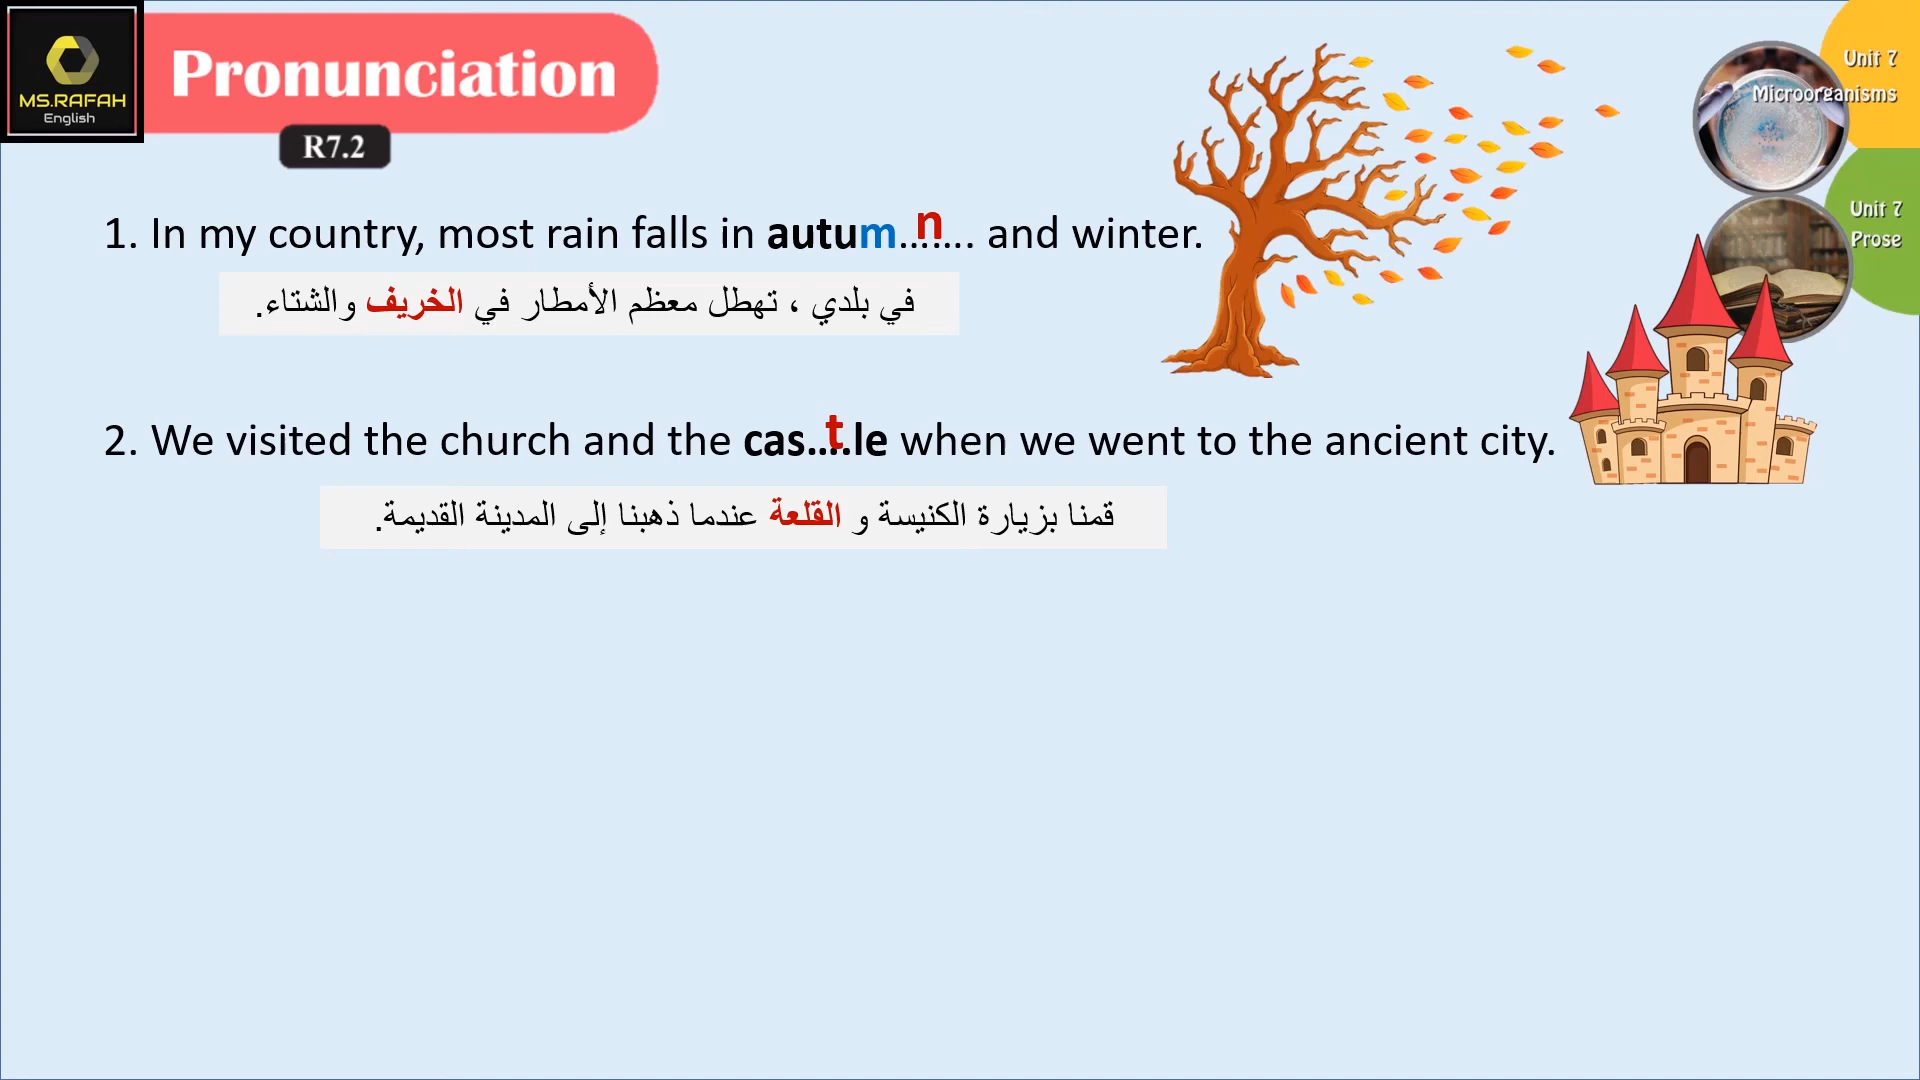 MS.RAFAH
English
Pronunciation
R7.2
Unit 7
Microorganisms
Unit 7
Prose
1. In my country, most rain falls in autum...n.... and winter.
في بلدي ، تهطل معظم الأمطار في الخريف والشتاء.
2. We visited the church and the cas..t..le when we went to the ancient city.
قمنا بزيارة الكنيسة و القلعة عندما ذهبنا إلى المدينة القديمة.